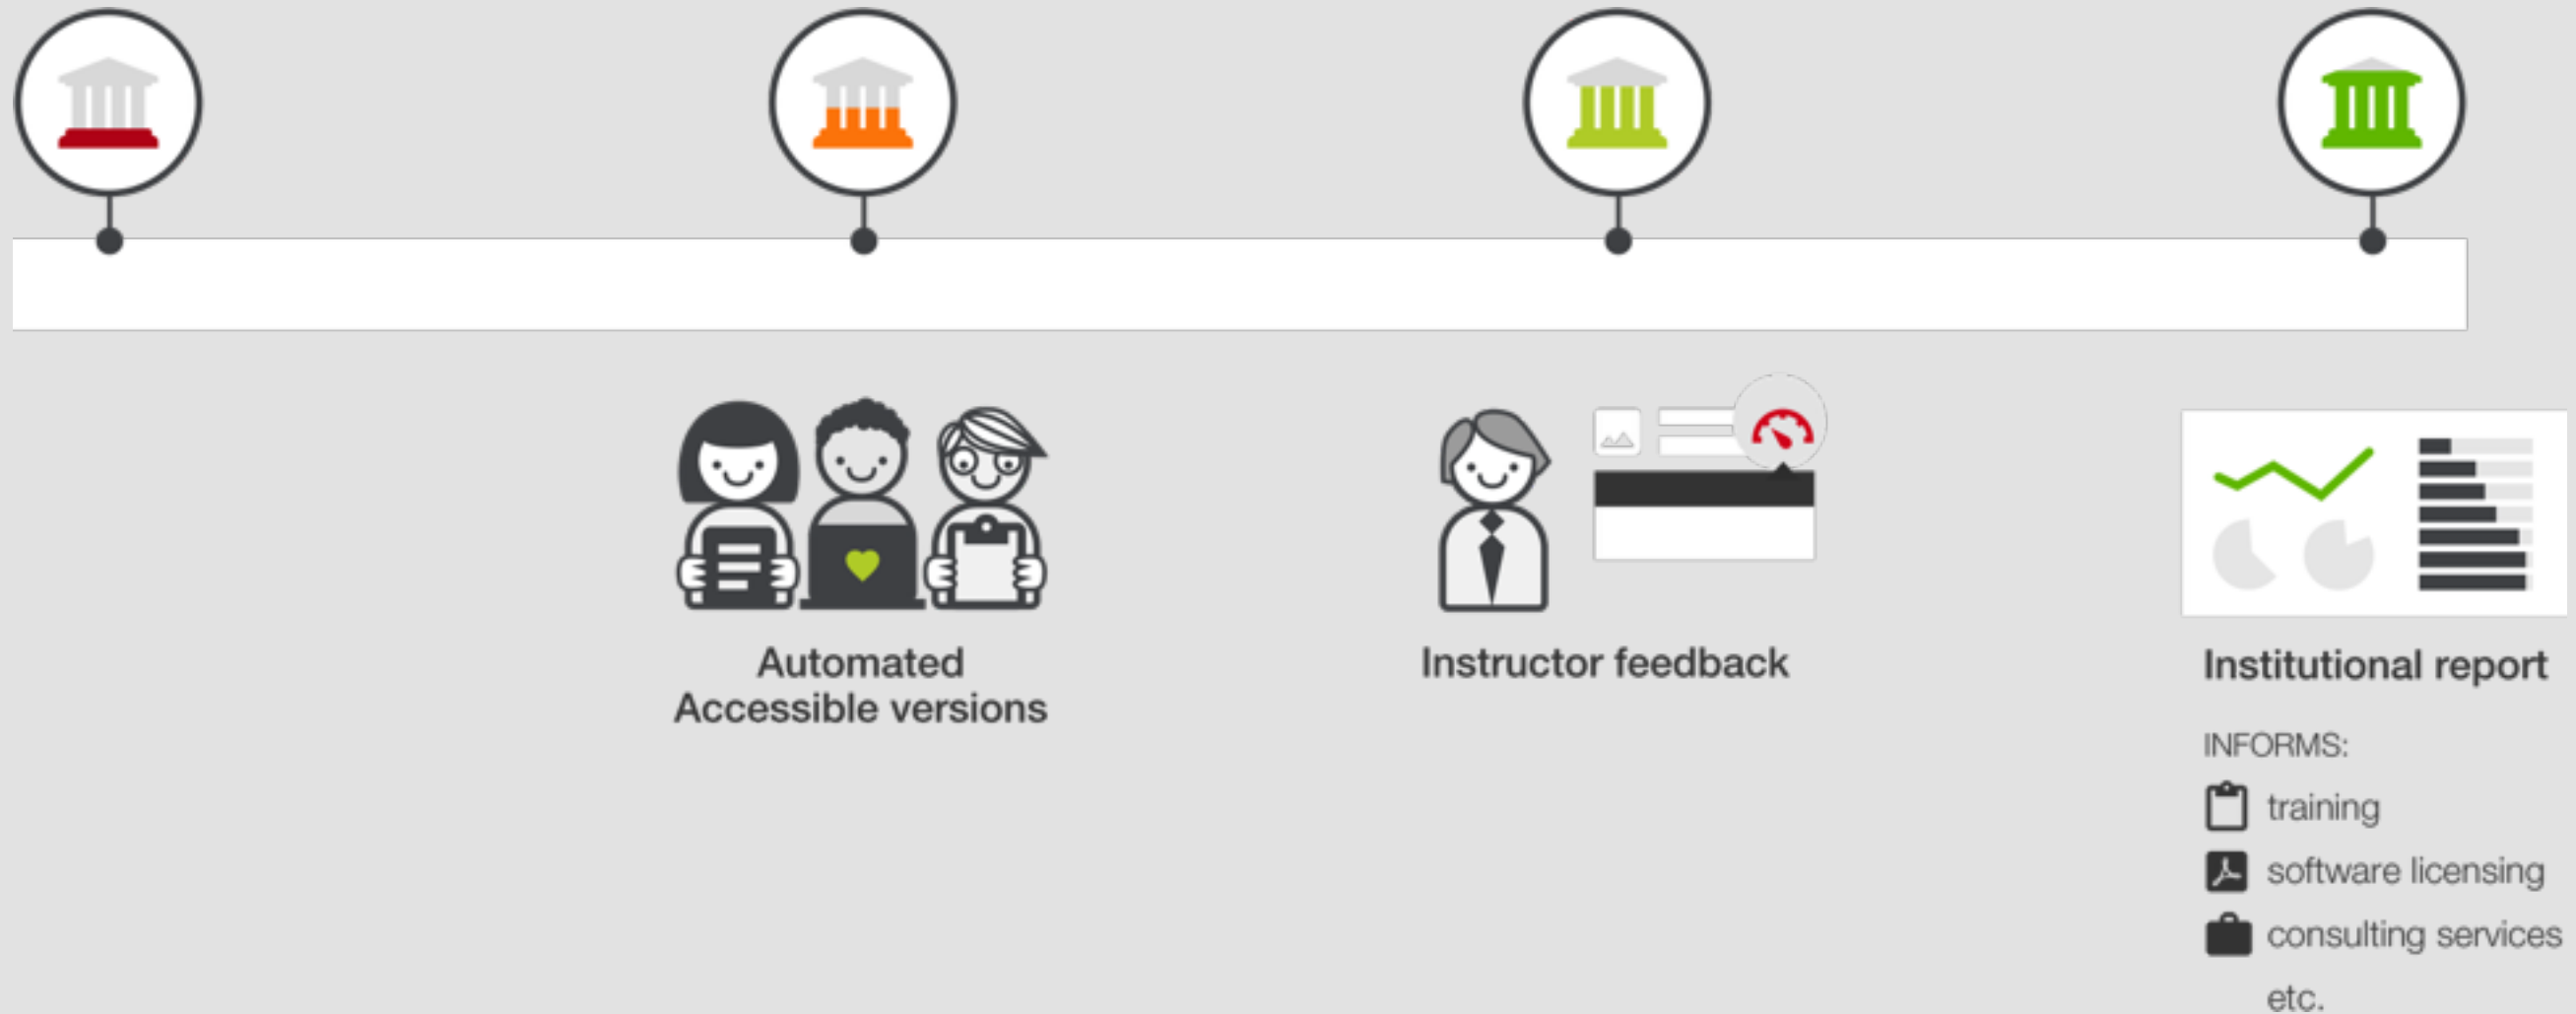 Automated
Accessible versions
Instructor feedback
Institutional report
INFORMS:
training
software licensing
consulting services
etc.